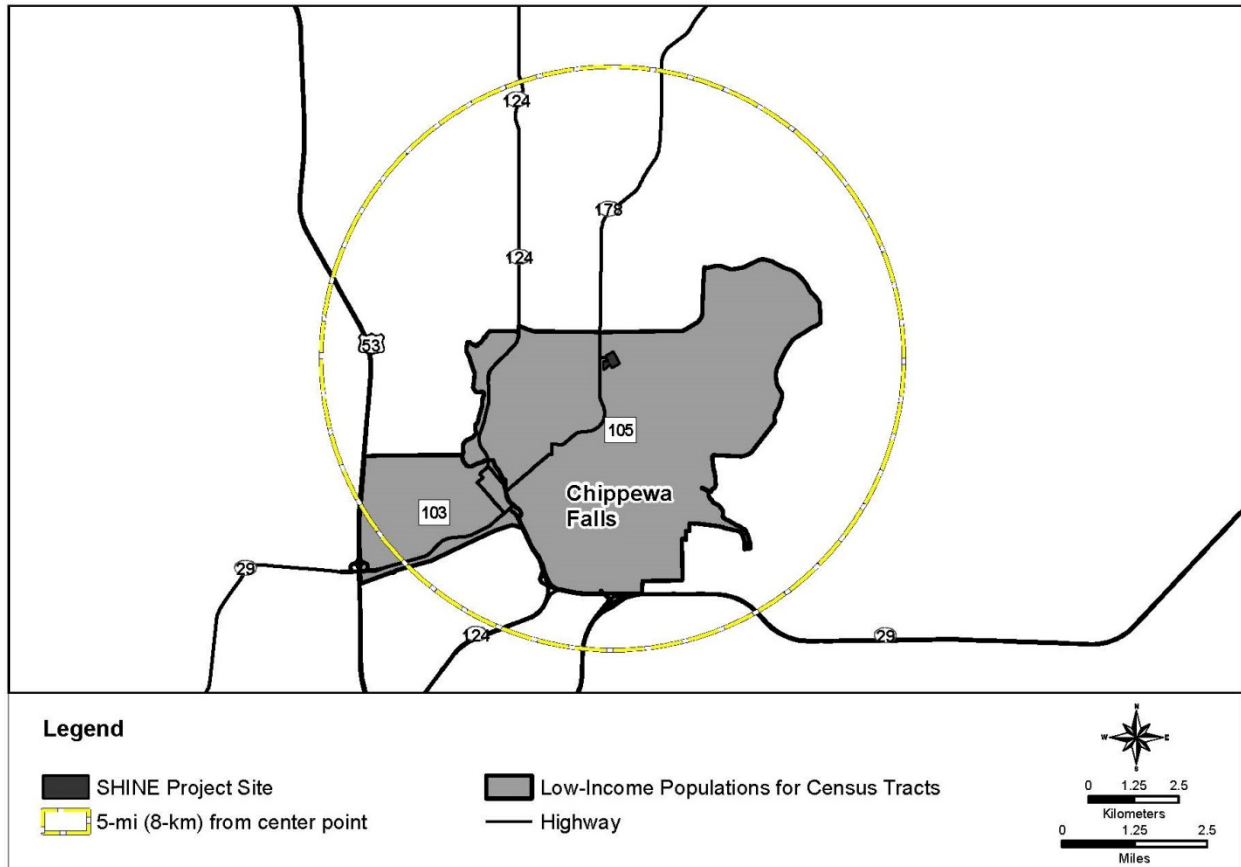 124
178
124
53
105
Chippewa
Falls
103
29
124
29
Legend
SHINE Project Site
5-mi (8-km) from center point
Low-Income Populations for Census Tracts
Highway
N
W E
S
0 1.25 2.5
Kilometers
0 1.25 2.5
Miles